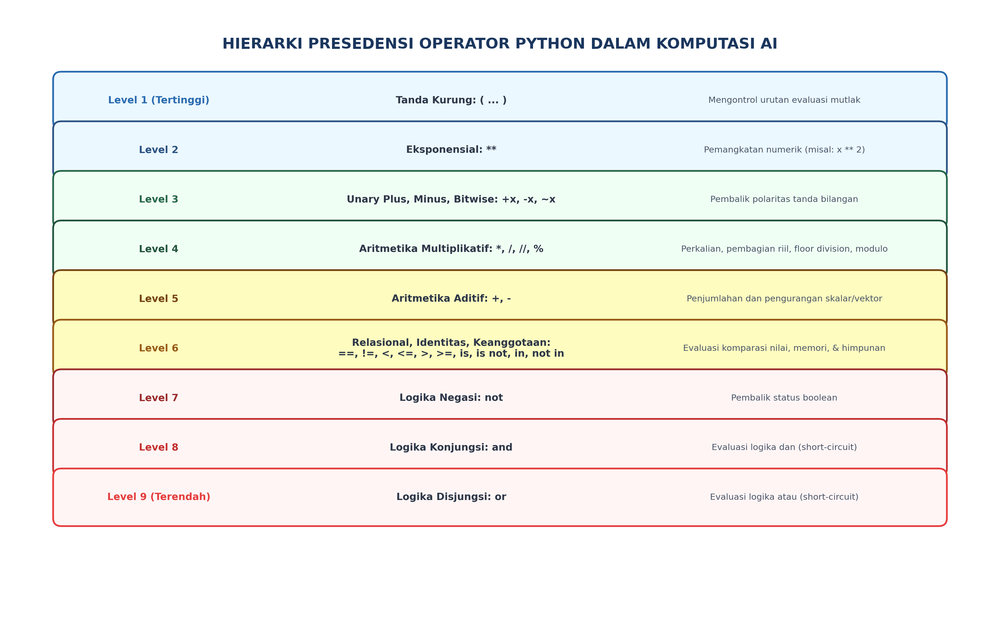 HIERARKI PRESEDENSI OPERATOR PYTHON DALAM KOMPUTASI AI
Level 1 (Tertinggi)
Tanda Kurung: ( ... )
Mengontrol urutan evaluasi mutlak
Level 2
Eksponensial: **
Pemangkatan numerik (misal: x ** 2)
Level 3
Unary Plus, Minus, Bitwise: +x, -x, ~x
Pembalik polaritas tanda bilangan
Level 4
Aritmetika Multiplikatif: *, /, //, %
Perkalian, pembagian riil, floor division, modulo
Level 5
Aritmetika Aditif: +, -
Penjumlahan dan pengurangan skalar/vektor
Level 6
Relasional, Identitas, Keanggotaan:
==, !=, <, <=, >, >=, is, is not, in, not in
Evaluasi komparasi nilai, memori, & himpunan
Level 7
Logika Negasi: not
Pembalik status boolean
Level 8
Logika Konjungsi: and
Evaluasi logika dan (short-circuit)
Level 9 (Terendah)
Logika Disjungsi: or
Evaluasi logika atau (short-circuit)